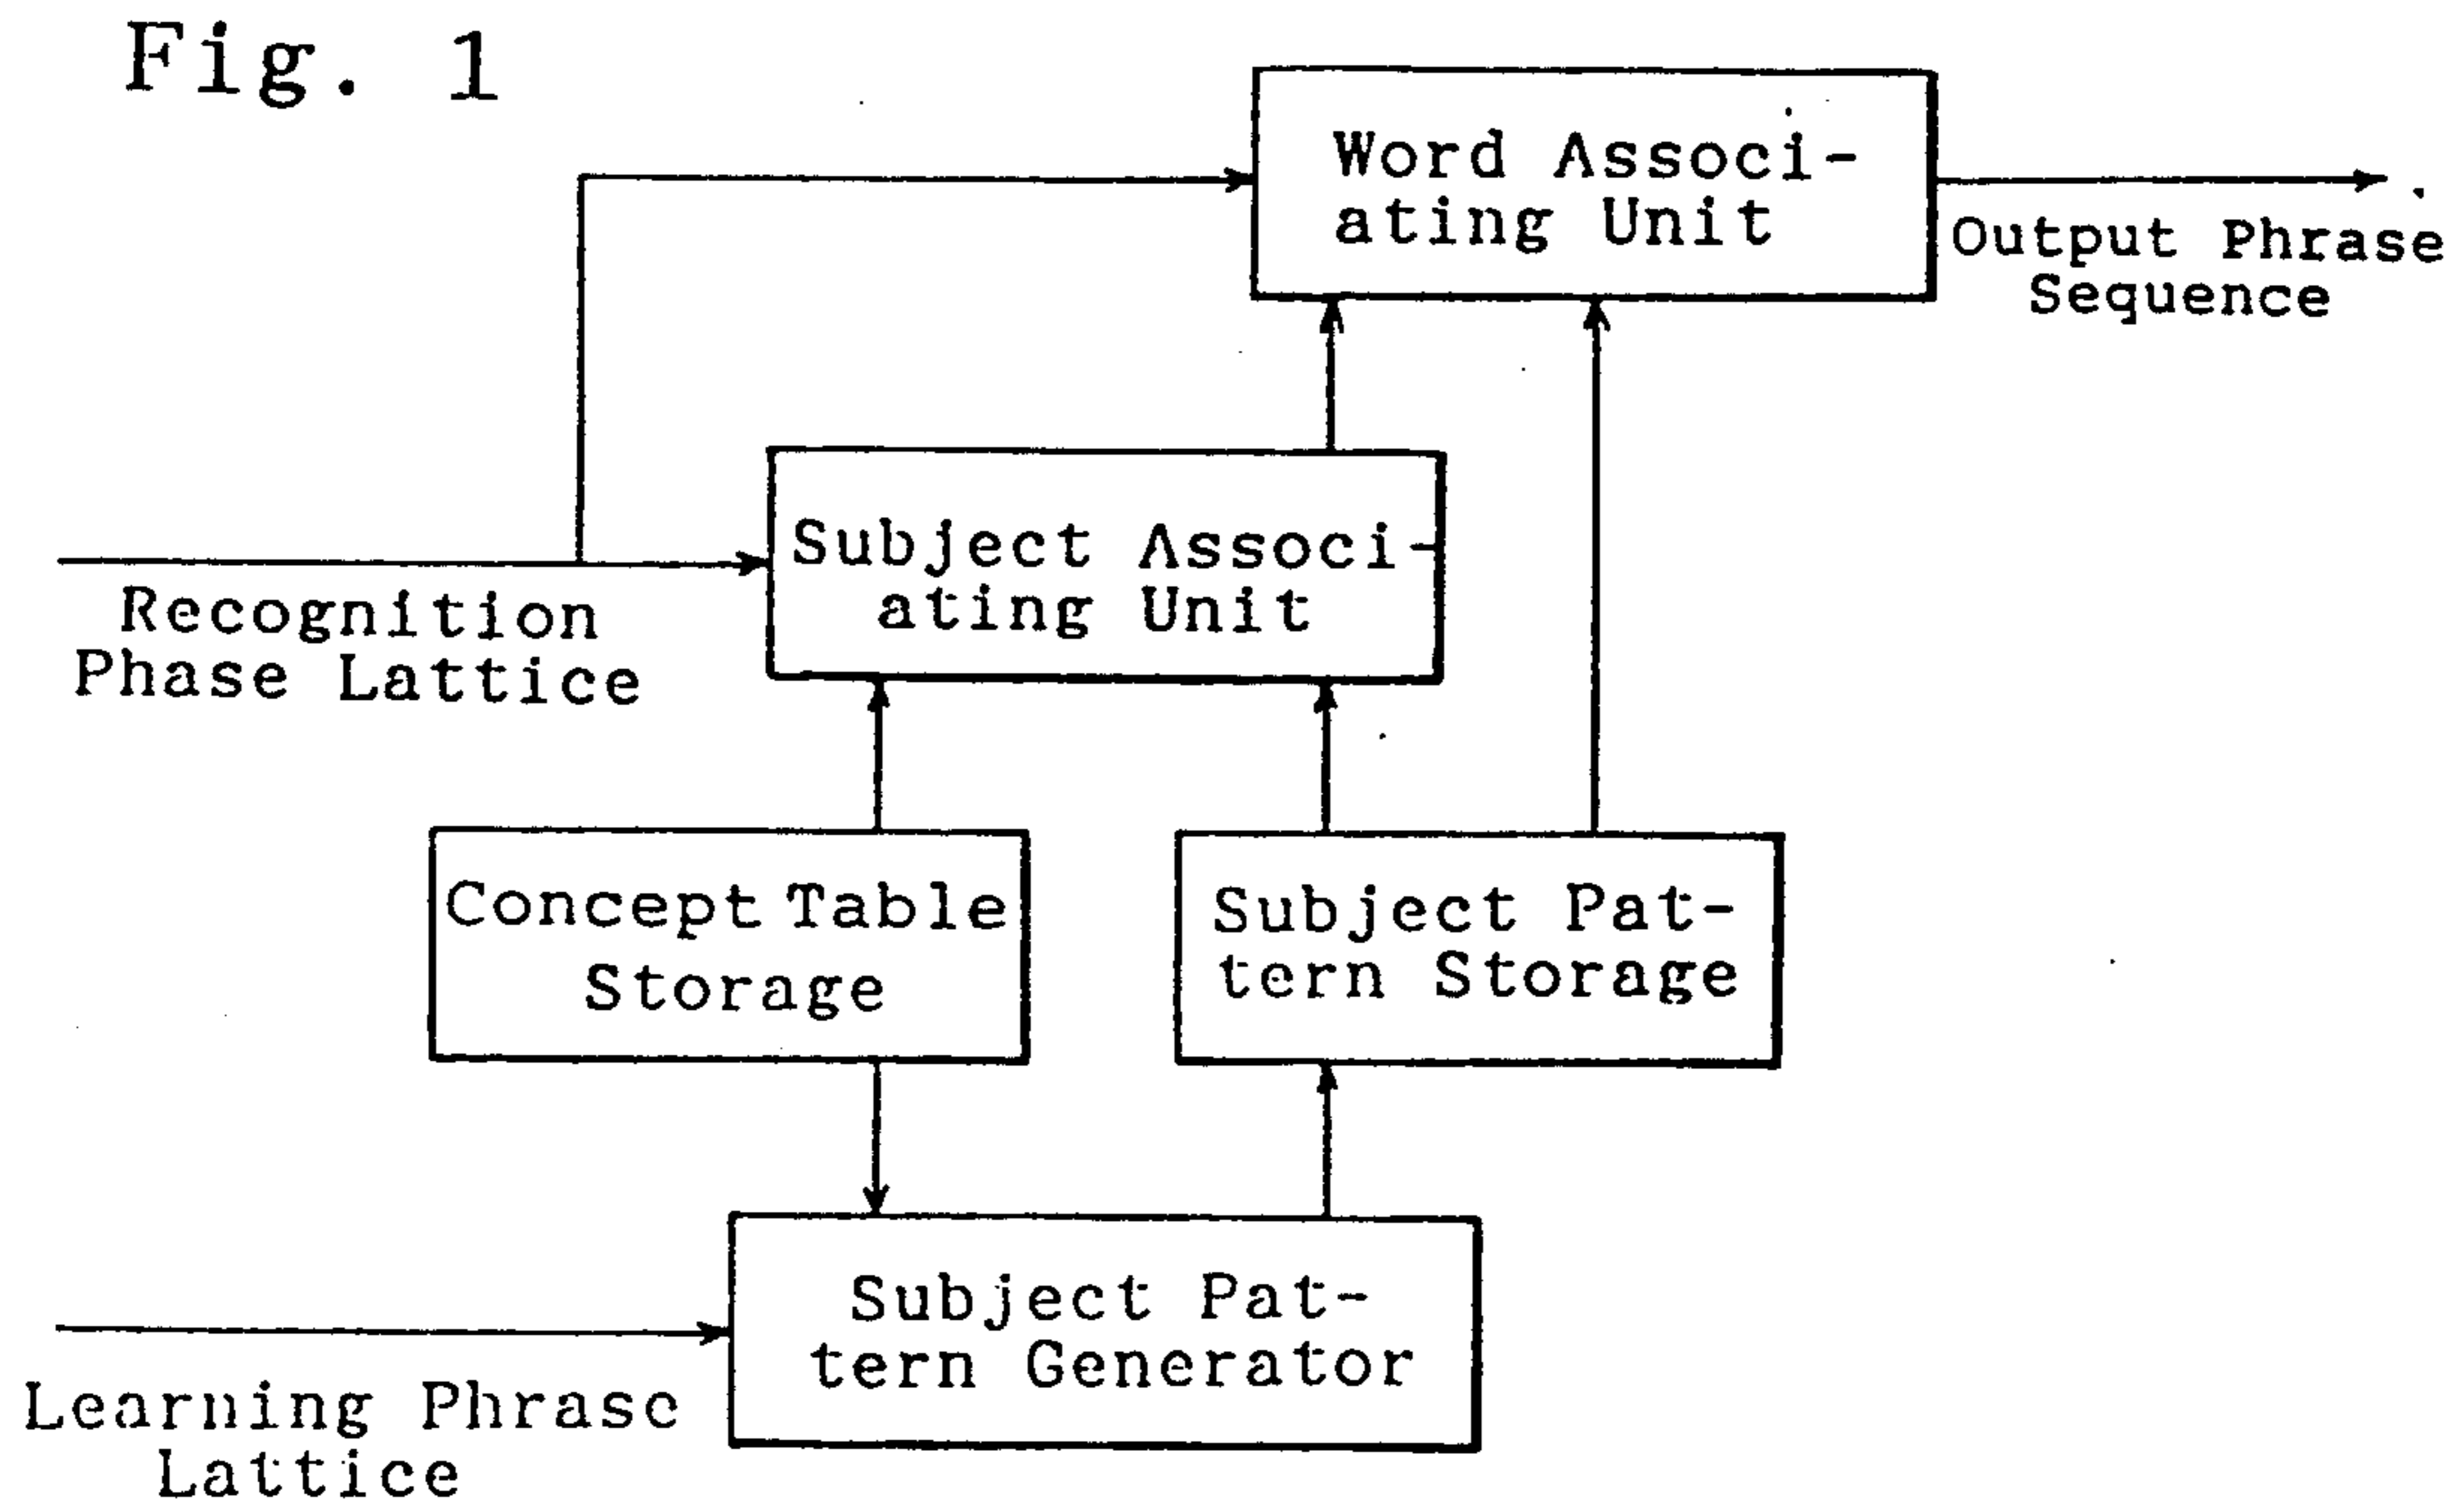 Fig. 1
Word Associ-
ating Unit
Output Phrase
Sequence
Subject Associ-
ating Unit
Recognition
Phase Lattice
Concept Table
Storage
Subject Pat-
tern Storage
Subject Pat-
tern Generator
Learning Phrase
Lattice